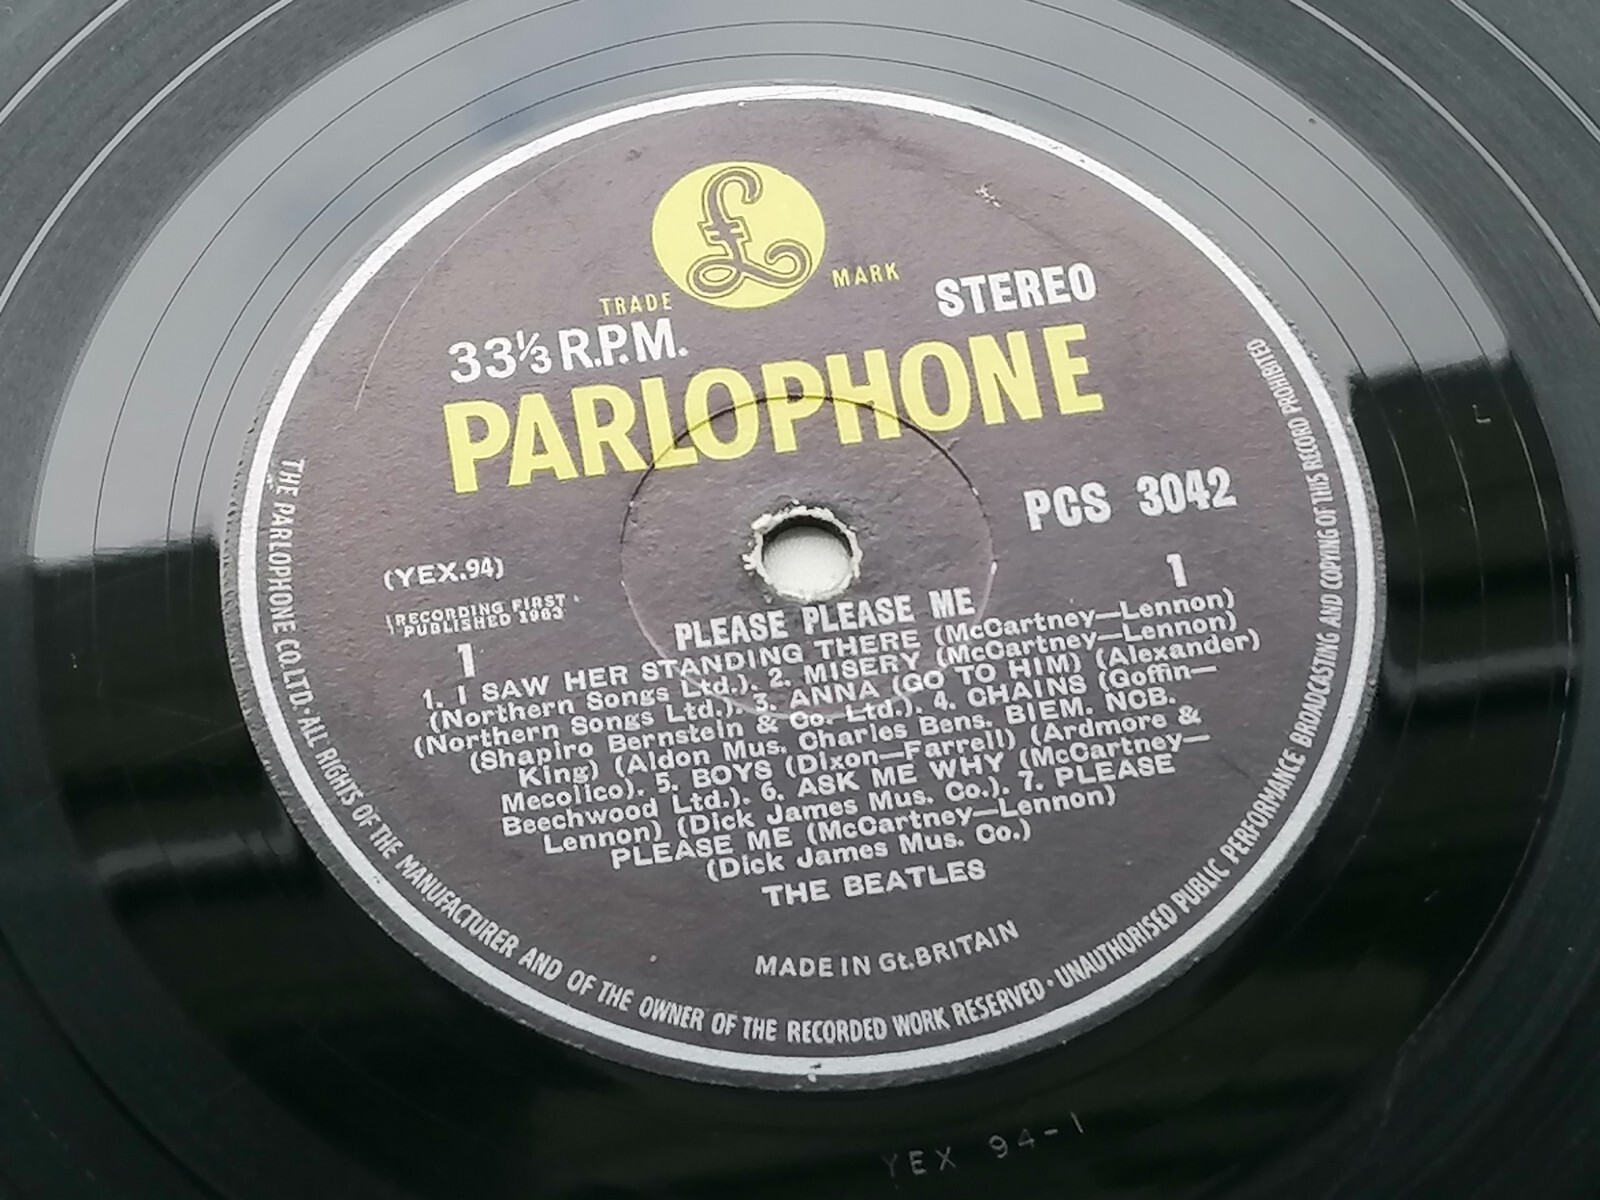 £
TRADE MARK
33⅓ R.P.M.
STEREO
PARLOPHONE
PCS 3042
(YEX.94)
RECORDING FIRST
PUBLISHED 1963
1
1
PLEASE PLEASE ME
1. I SAW HER STANDING THERE (McCartney—Lennon)
(Northern Songs Ltd.). 2. MISERY (McCartney—Lennon)
(Northern Songs Ltd.). 3. ANNA (GO TO HIM) (Alexander)
(Shapiro Bernstein & Co. Ltd.). 4. CHAINS (Goffin—
King) (Aldon Mus. Charles Bens. BIEM. NCB.
Mecolico). 5. BOYS (Dixon—Farrell) (Ardmore &
Beechwood Ltd.). 6. ASK ME WHY (McCartney—
Lennon) (Dick James Mus. Co.). 7. PLEASE
PLEASE ME (McCartney—Lennon)
(Dick James Mus. Co.)
THE BEATLES
MADE IN Gt. BRITAIN
THE PARLOPHONE CO.LTD· ALL RIGHTS OF THE MANUFACTURER AND OF THE OWNER OF THE RECORDED WORK RESERVED · UNAUTHORISED PUBLIC PERFORMANCE BROADCASTING AND COPYING OF THIS RECORD PROHIBITED
YEX 94-1